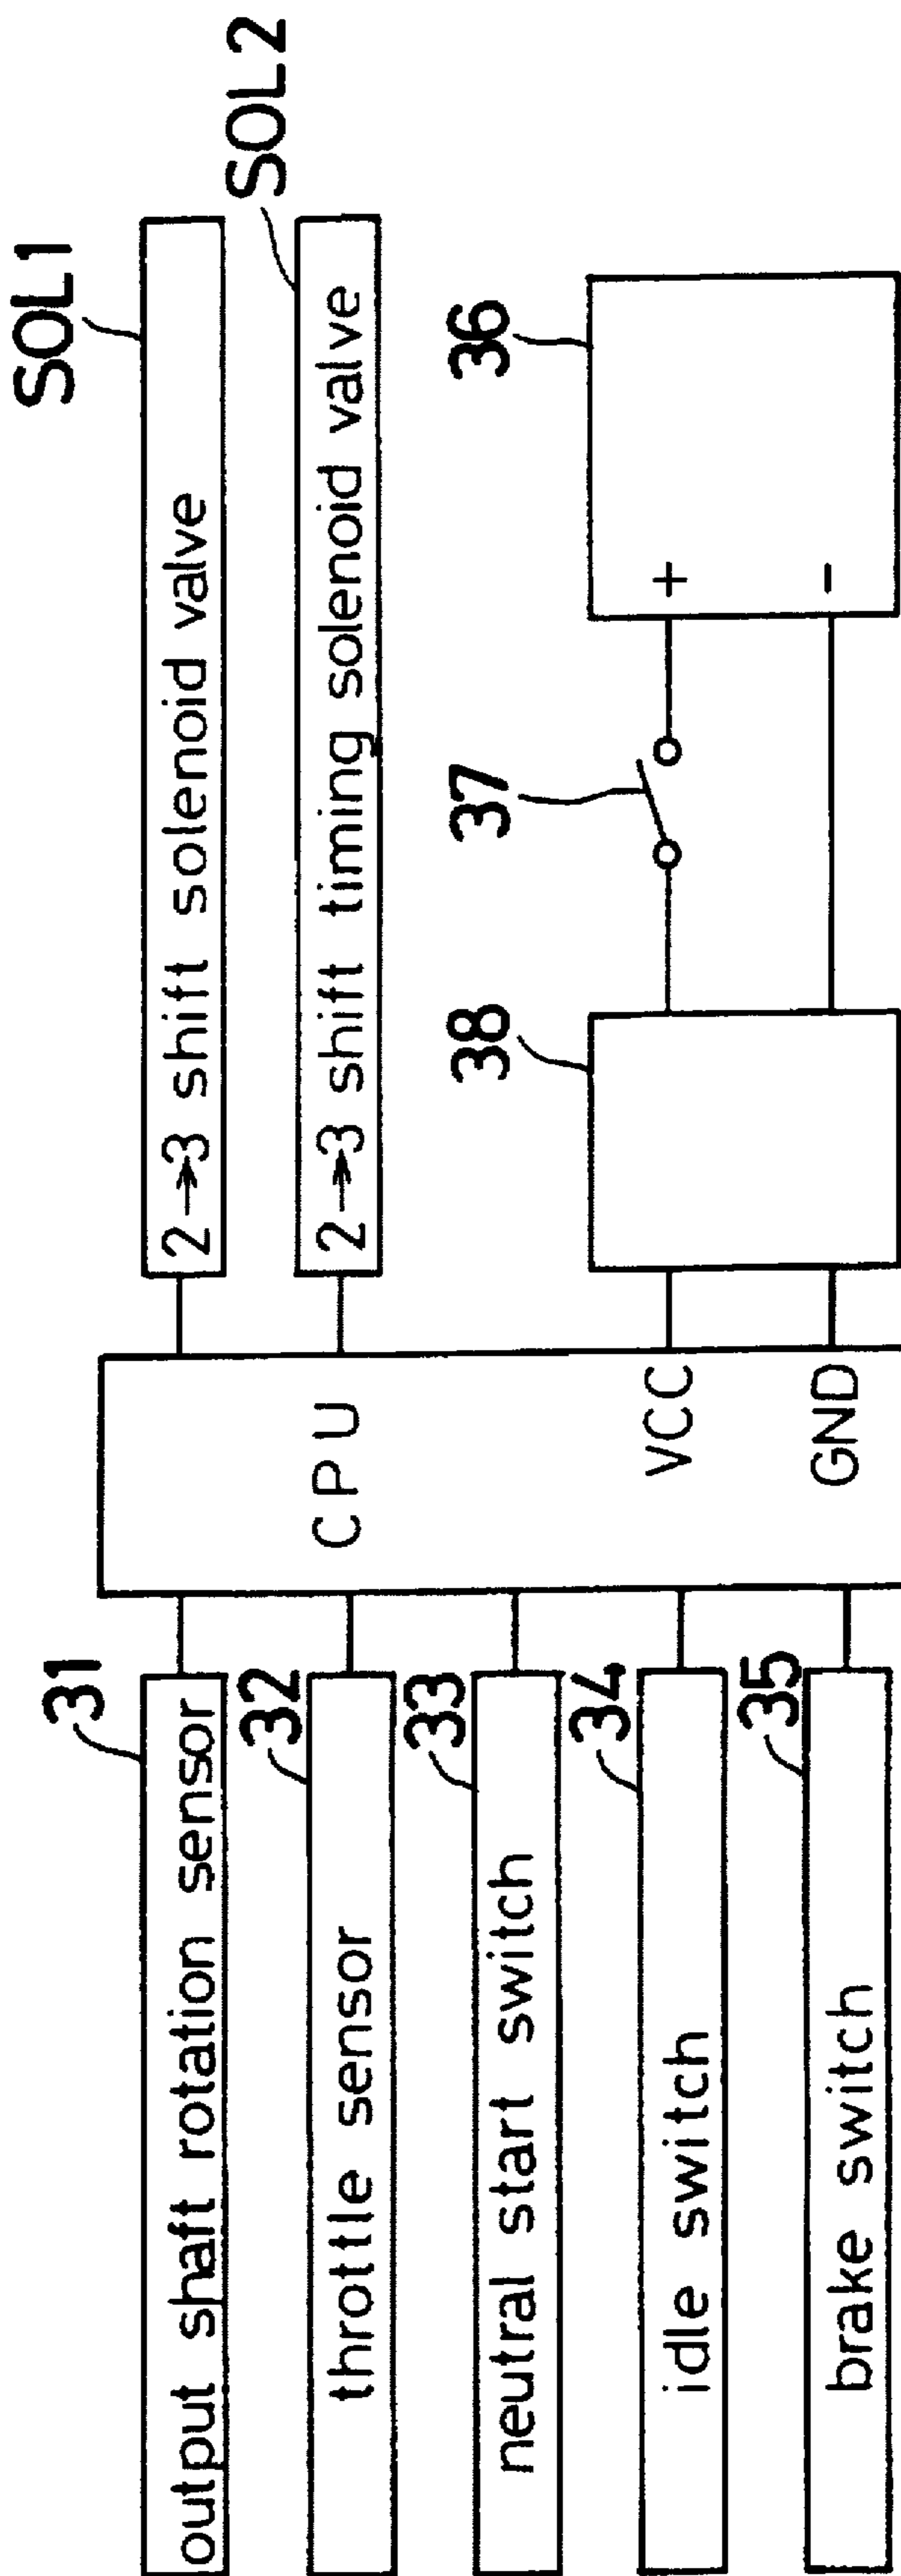 31
output shaft rotation sensor
32
throttle sensor
33
neutral start switch
34
idle switch
35
brake switch
CPU
VCC
GND
SOL1
2→3 shift solenoid valve
SOL2
2→3 shift timing solenoid valve
38
37
36
+
-